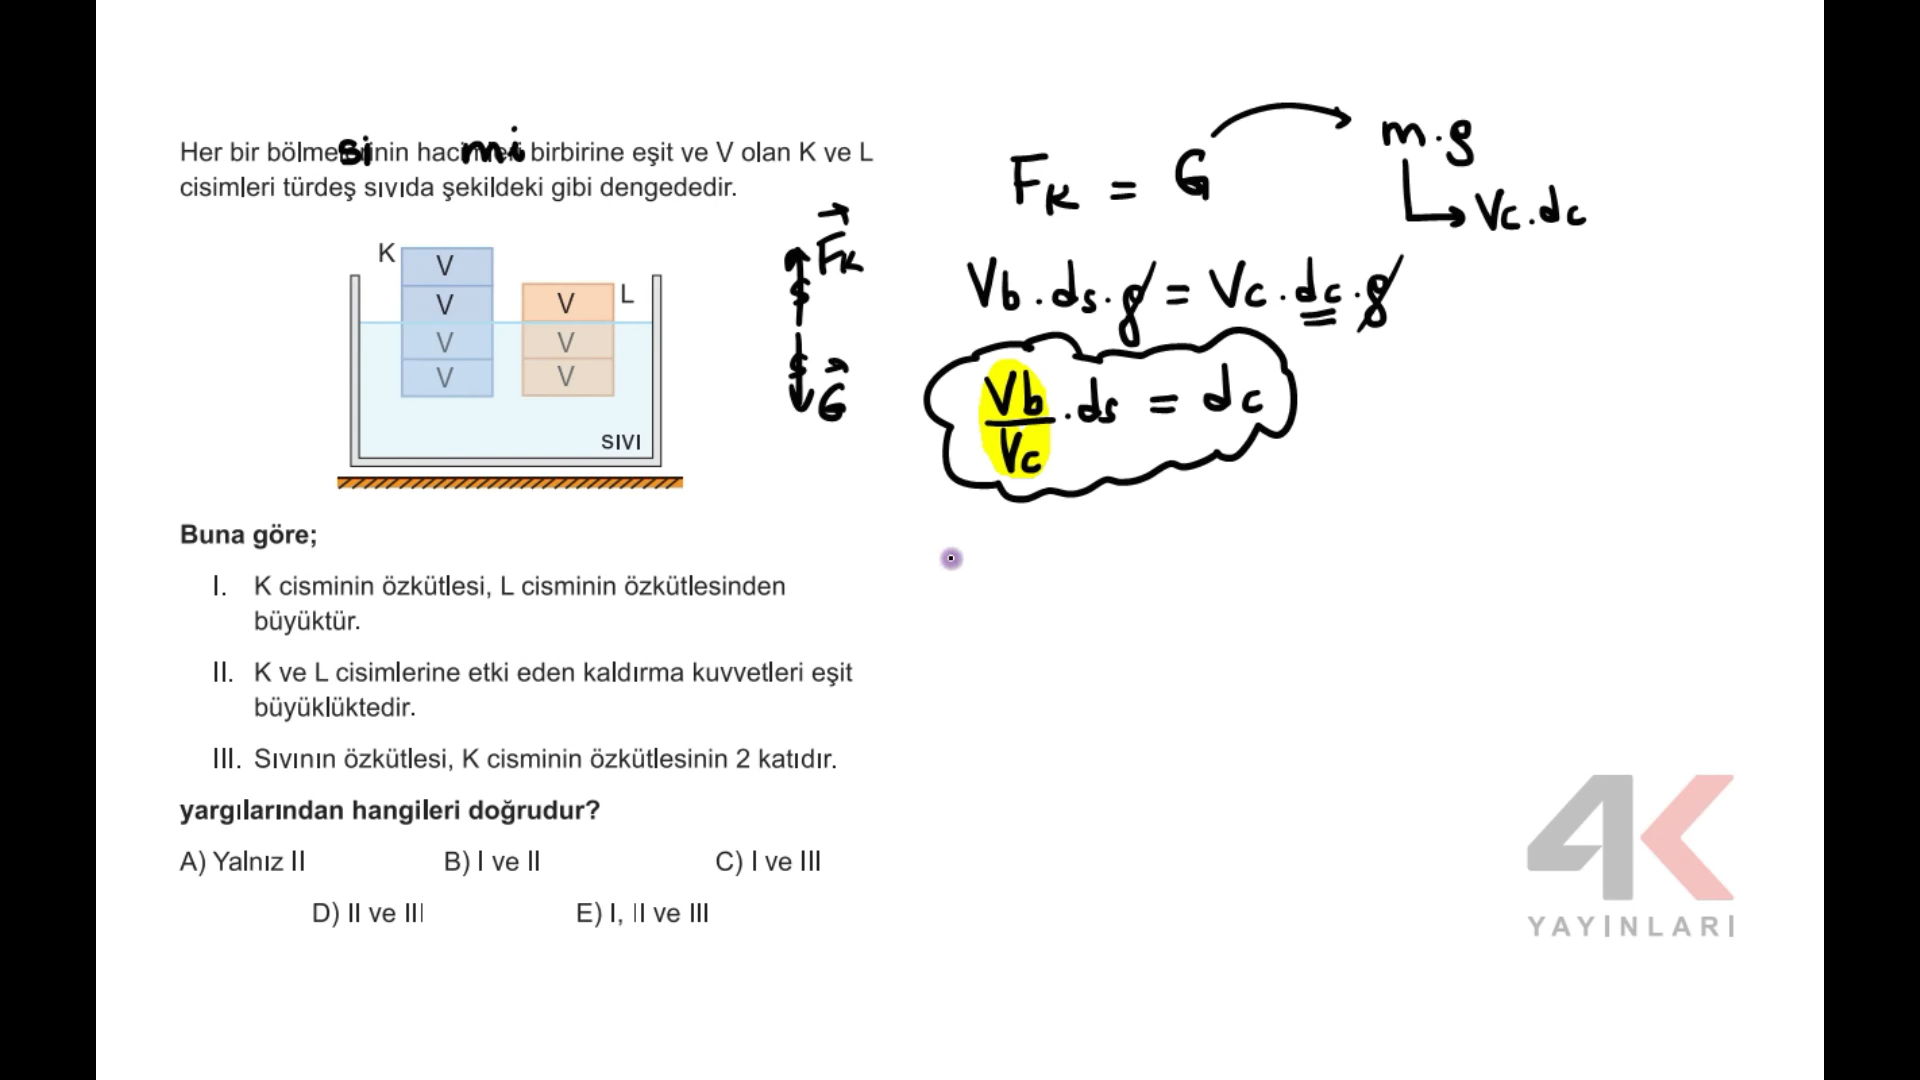 Her bir bölmesinin hacmi birbirine eşit ve V olan K ve L
cisimleri türdeş sıvıda şekildeki gibi dengededir.
K
V
V
V
V
L
V
V
V
SIVI
FK
G
FK = G
m.g
Vc.dc
Vb.ds.g = Vc.dc.g
Vb/Vc .ds = dc
Buna göre;
I. K cisminin özkütlesi, L cisminin özkütlesinden
büyüktür.
II. K ve L cisimlerine etki eden kaldırma kuvvetleri eşit
büyüklüktedir.
III. Sıvının özkütlesi, K cisminin özkütlesinin 2 katıdır.
yargılarından hangileri doğrudur?
A) Yalnız II B) I ve II C) I ve III
D) II ve III E) I, II ve III
4K
YAYINLARI